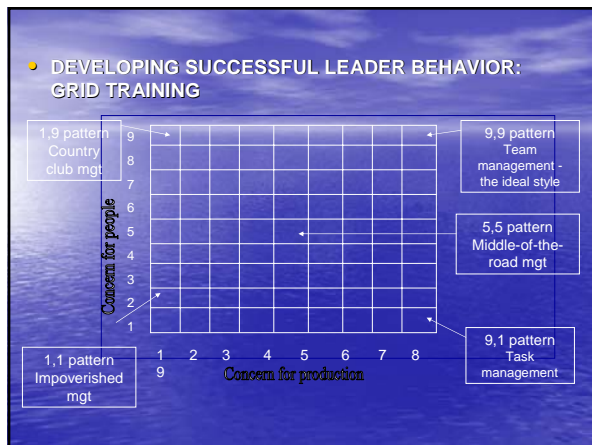 DEVELOPING SUCCESSFUL LEADER BEHAVIOR:
GRID TRAINING
1,9 pattern
Country
club mgt
9,9 pattern
Team
management -
the ideal style
5,5 pattern
Middle-of-the-
road mgt
9,1 pattern
Task
management
1,1 pattern
Impoverished
mgt
Concern for people
9
8
7
6
5
4
3
2
1
1 2 3 4 5 6 7 8
9
Concern for production